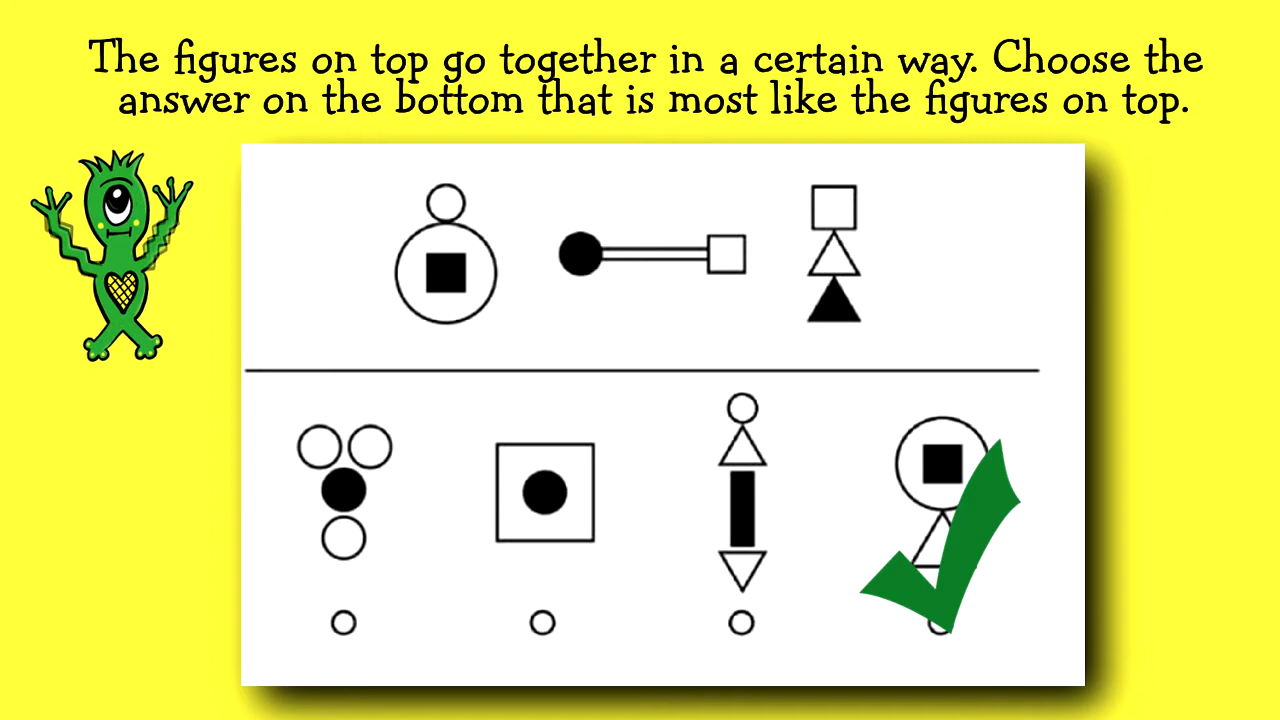 The figures on top go together in a certain way. Choose the
answer on the bottom that is most like the figures on top.